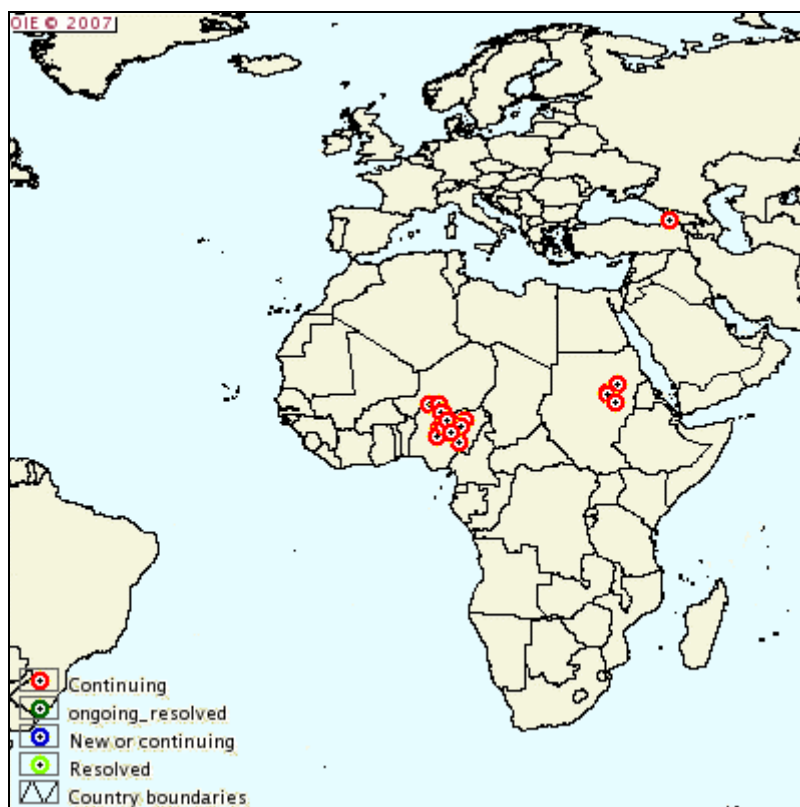 OIE © 2007
Continuing
ongoing_resolved
New or continuing
Resolved
Country boundaries